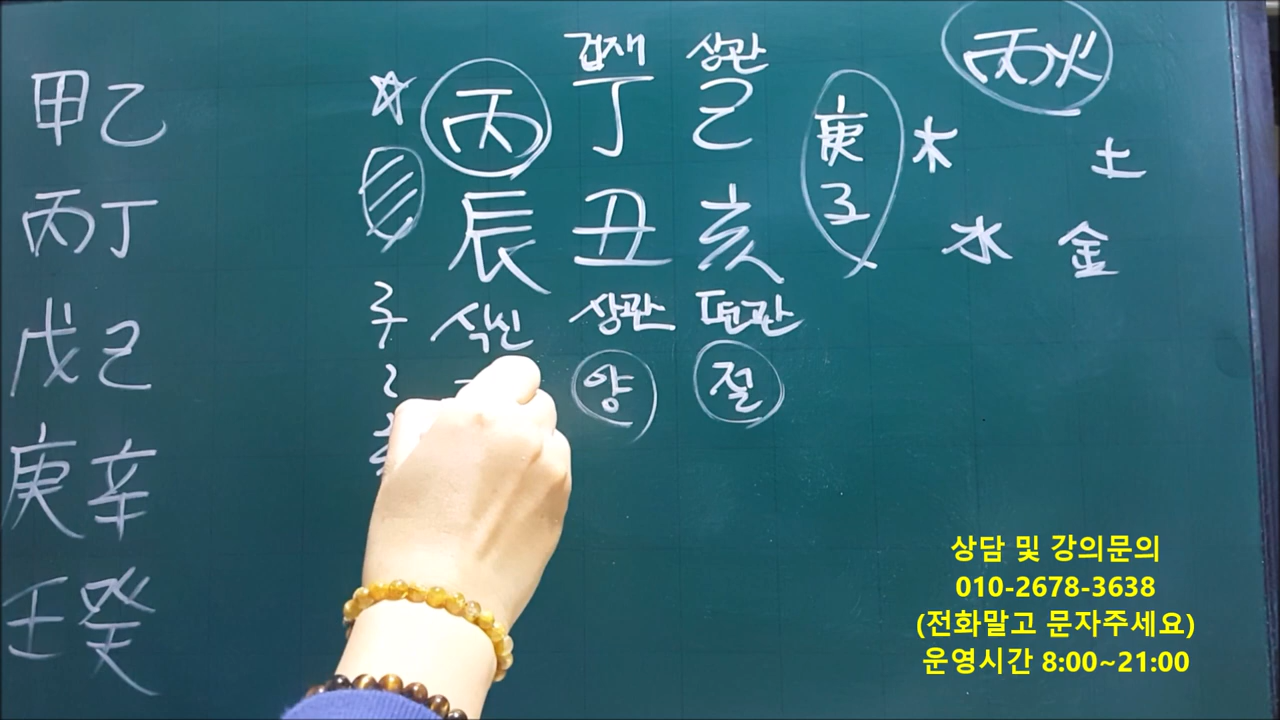 甲乙
丙丁
戊己
庚辛
壬癸
겁재 상관
丙 丁 己
辰 丑 亥
식신 상관 편관
양 절
庚
子
丙火
木 土
水 金
상담 및 강의문의
010-2678-3638
(전화말고 문자주세요)
운영시간 8:00~21:00